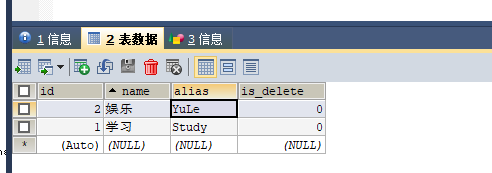 1 信息 2 表数据 3 信息
id name alias is_delete
2 娱乐 YuLe 0
1 学习 Study 0
* (Auto) (NULL) (NULL) (NULL)